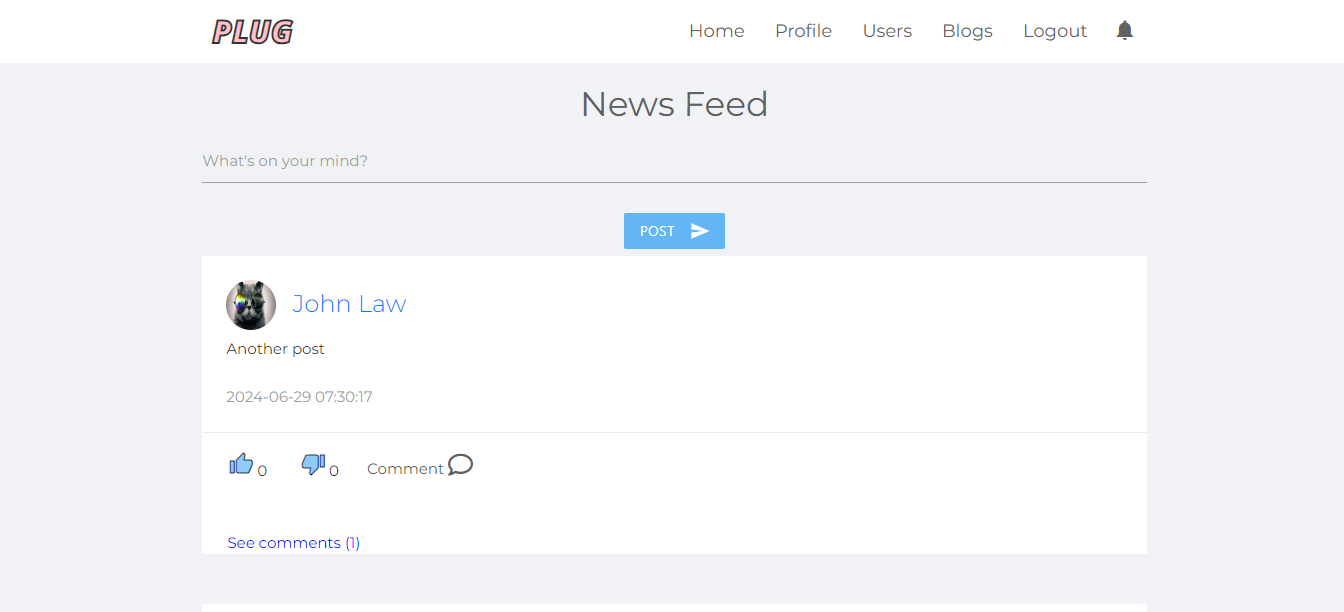 PLUG Home Profile Users Blogs Logout
News Feed
What's on your mind?
POST
John Law
Another post
2024-06-29 07:30:17
0 0 Comment
See comments (1)